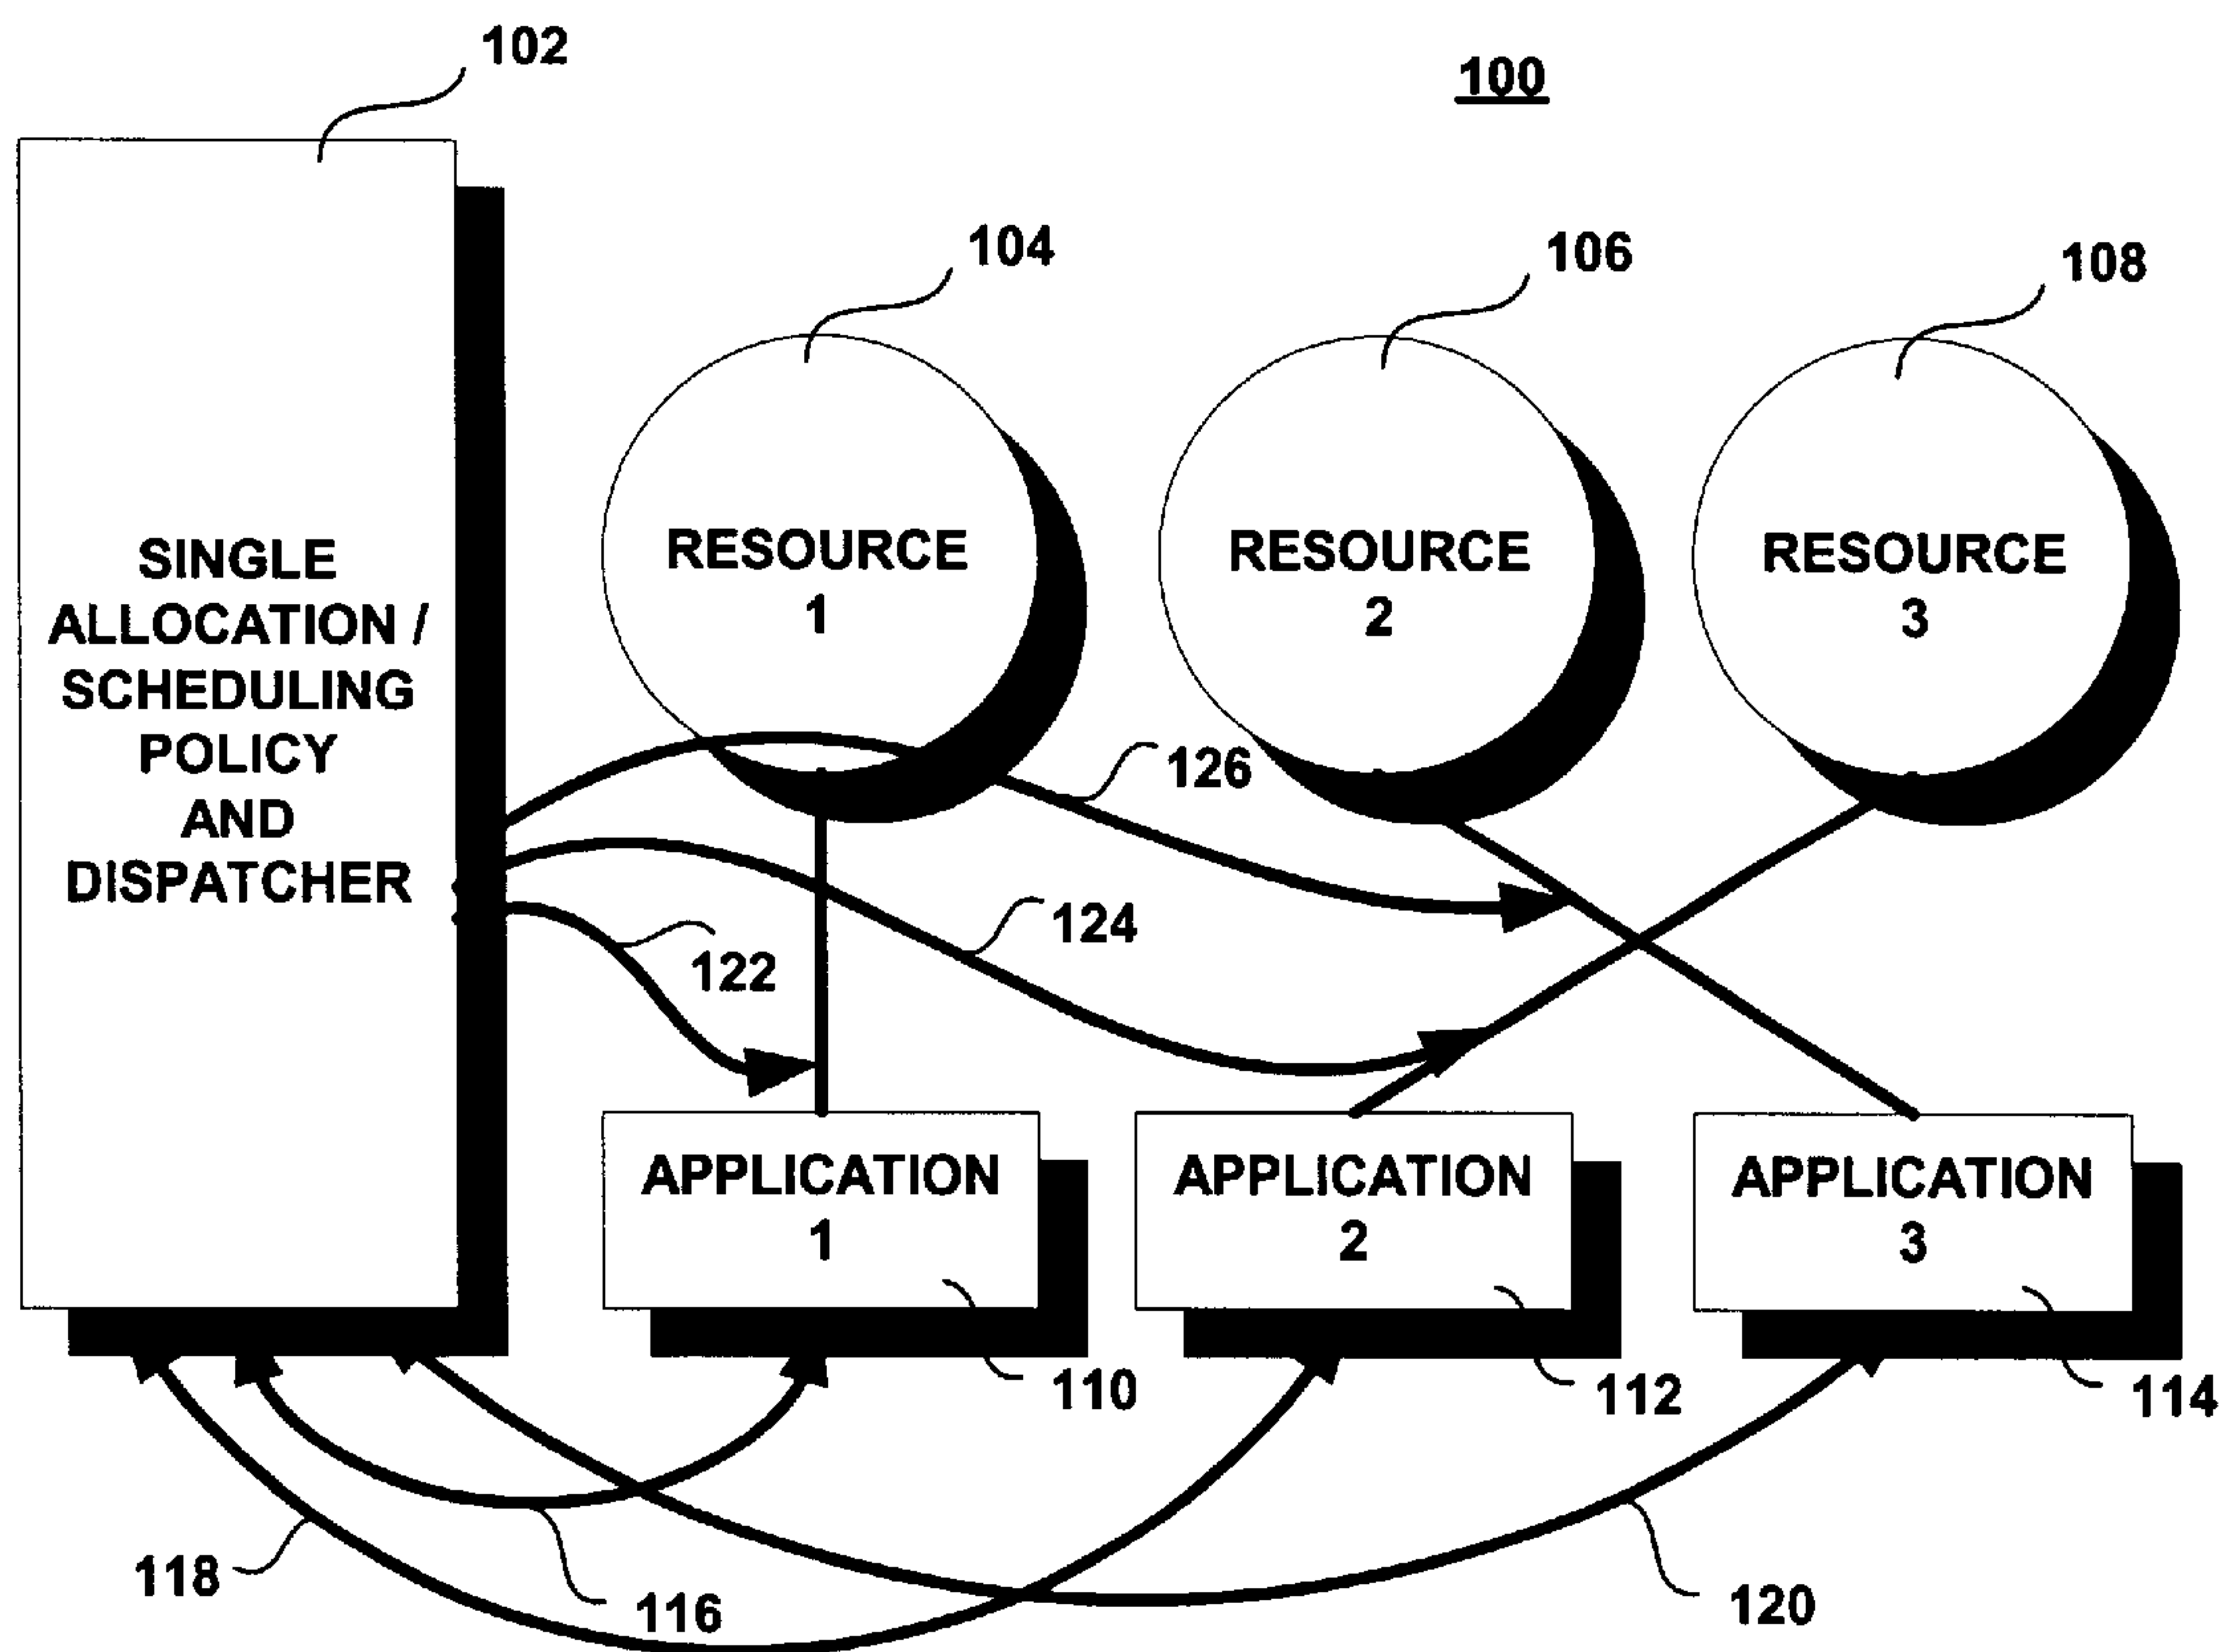 102
100
104
106
108
RESOURCE
1
RESOURCE
2
RESOURCE
3
SINGLE
ALLOCATION /
SCHEDULING
POLICY
AND
DISPATCHER
126
124
122
APPLICATION
1
APPLICATION
2
APPLICATION
3
110
112
114
118
116
120